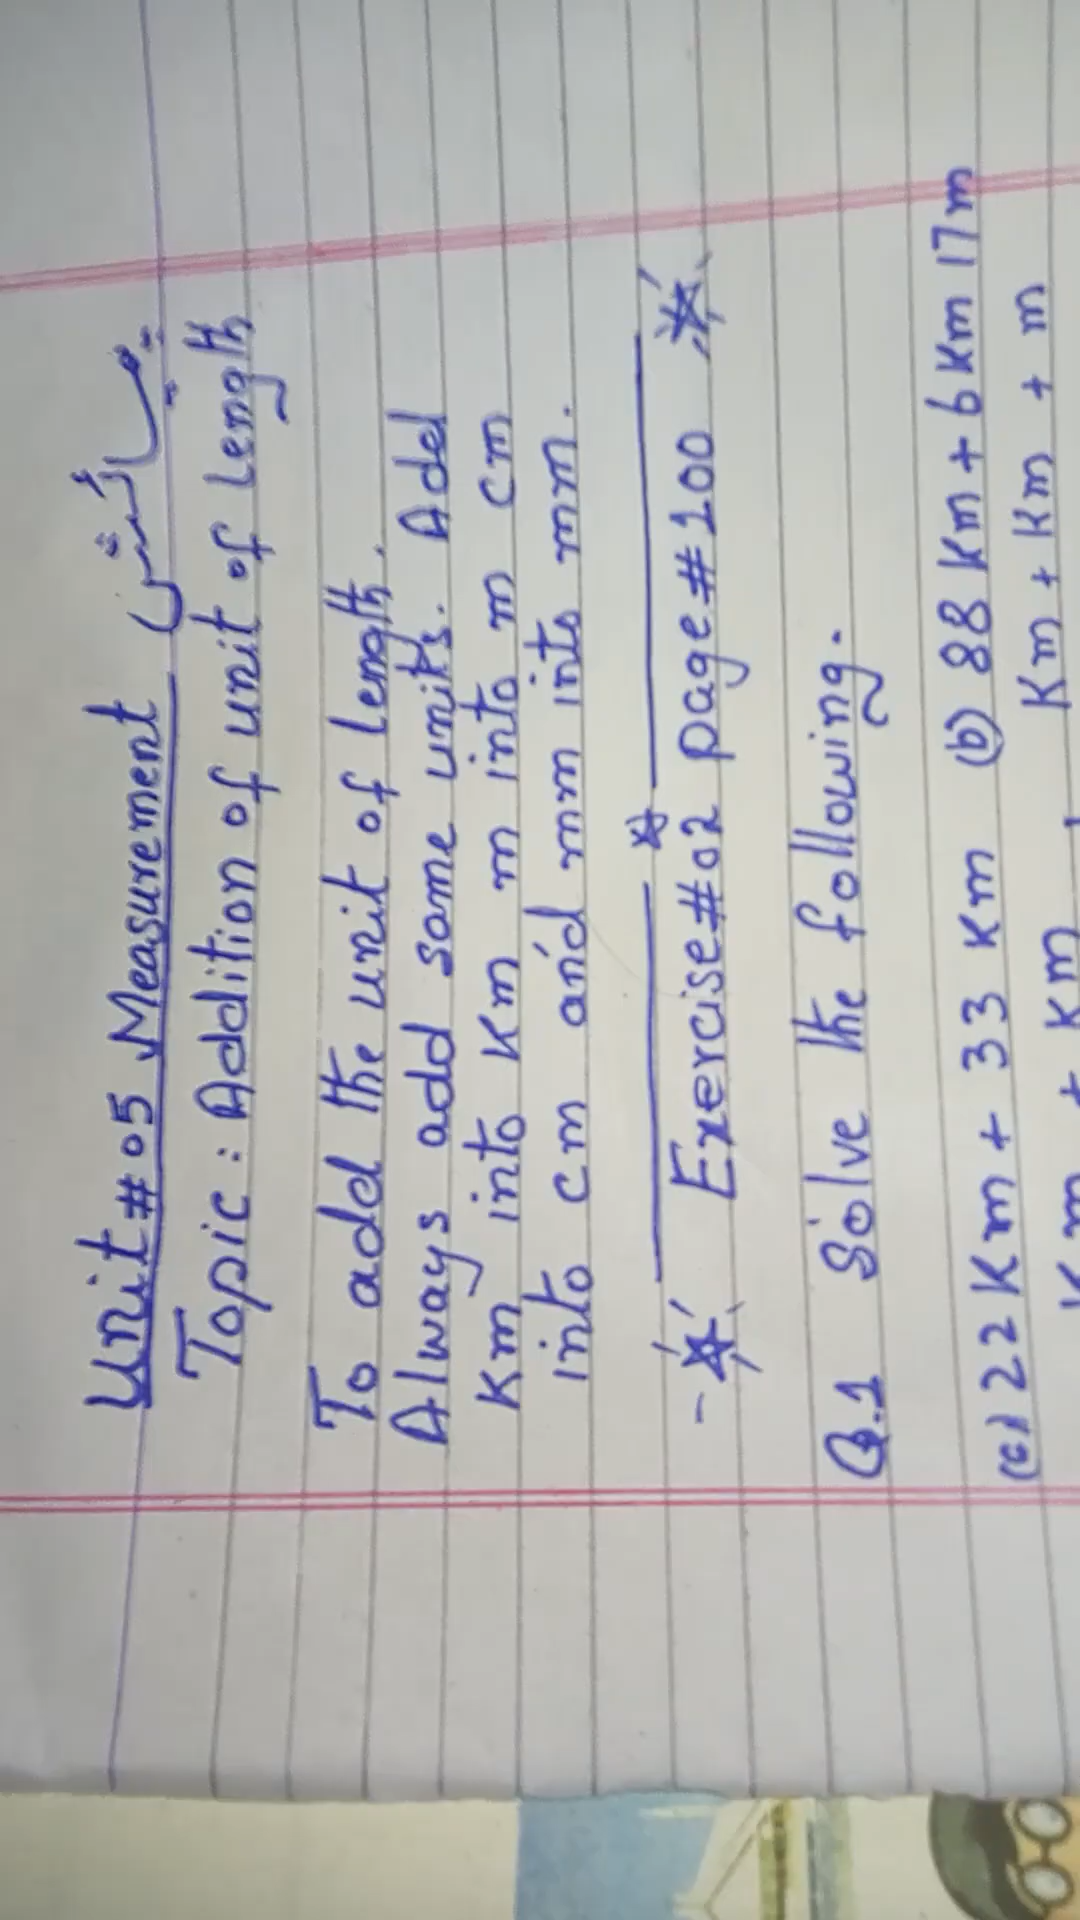 Unit # 05 Measurement پیمائش
Topic : Addition of unit of length
To add the unit of length.
Always add same units. Add
Km into Km m into m cm
into cm and mm into mm.
Exercise # 02 page # 100
Q.1 Solve the following.
22 Km + 33 Km (b) 88 Km + 6 Km 17 m
Km + Km Km + Km + m